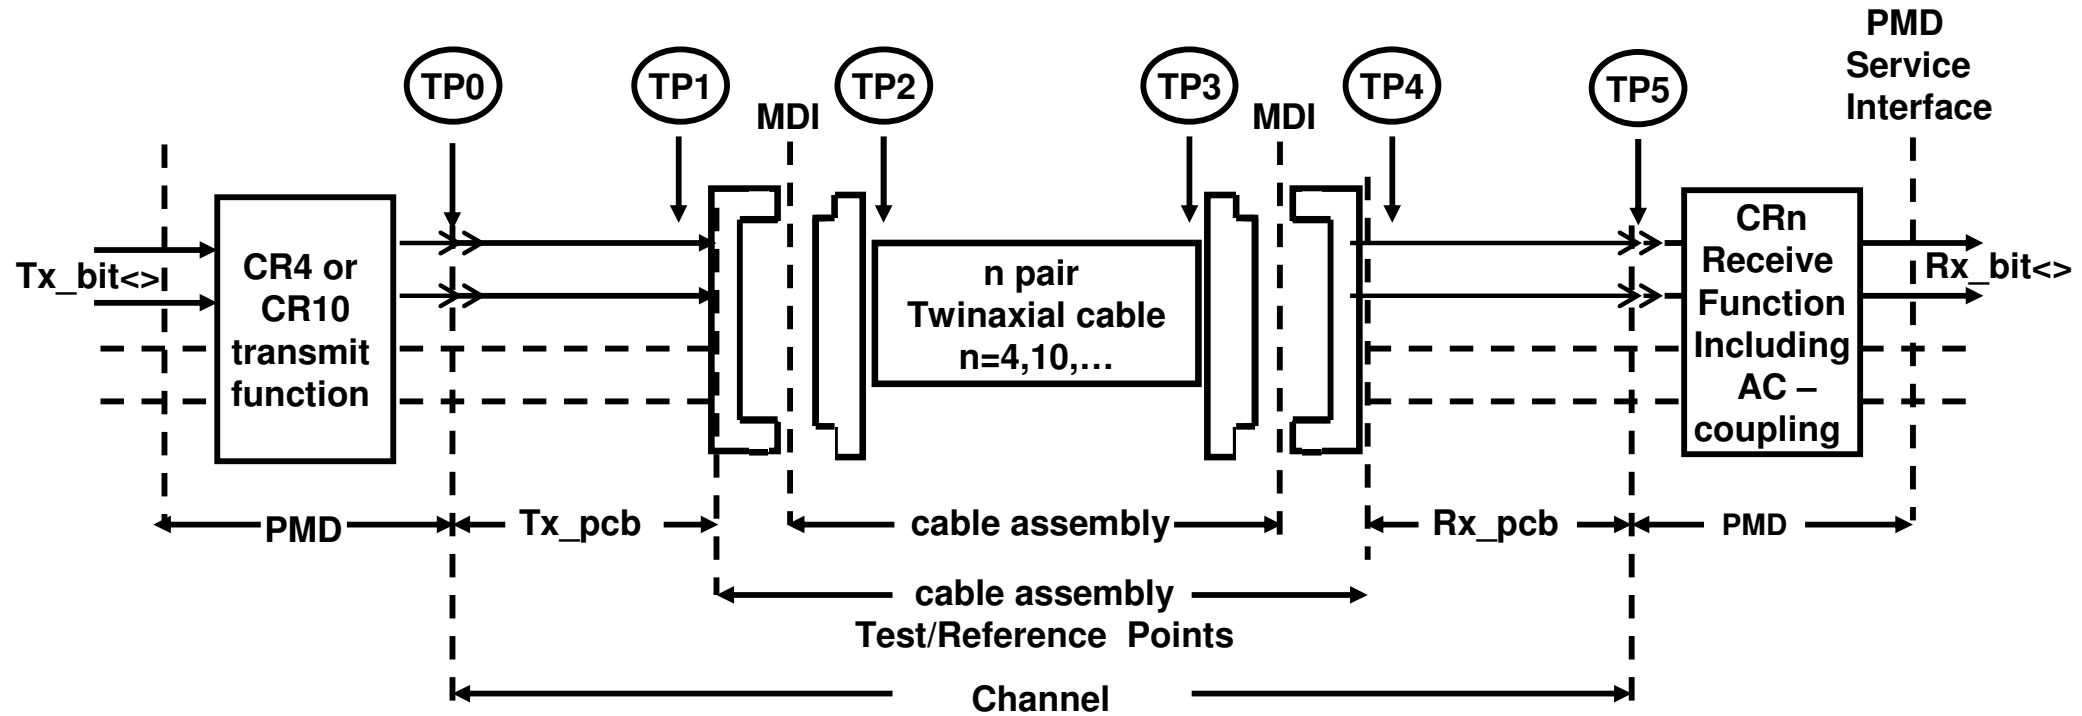 PMD
Service
Interface
TP0
TP1
MDI
TP2
TP3
MDI
TP4
TP5
Tx_bit<>
CR4 or
CR10
transmit
function
n pair
Twinaxial cable
n=4,10,…
CRn
Receive
Function
Including
AC –
coupling
Rx_bit<>
PMD
Tx_pcb
cable assembly
Rx_pcb
PMD
cable assembly
Test/Reference Points
Channel